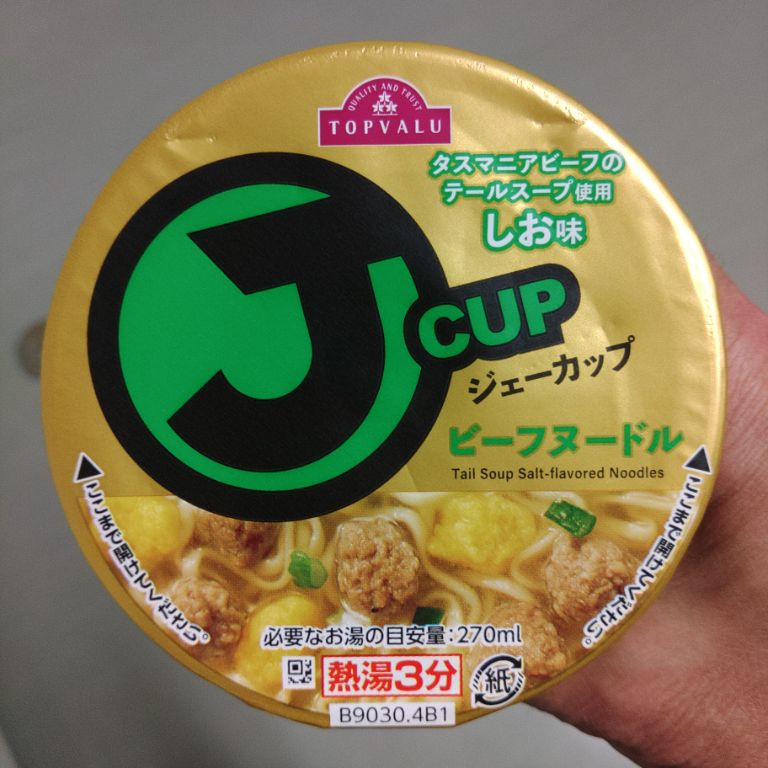 QUALITY AND TRUST
TOPVALU
タスマニアビーフの
テールスープ使用
しお味
J
CUP
ジェーカップ
ビーフヌードル
Tail Soup Salt-flavored Noodles
ここまで開けてください。
ここまで開けてください。
必要なお湯の目安量:270ml
熱湯3分
紙
B9030.4B1